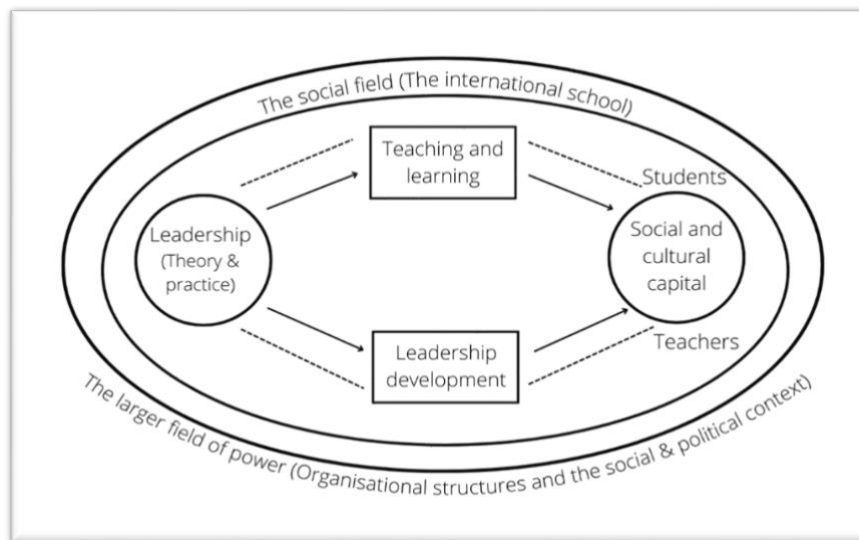 The social field (The international school)
Teaching and
learning
Students
Leadership
(Theory &
practice)
Social and
cultural
capital
Leadership
development
Teachers
The larger field of power (Organisational structures and the social & political context)